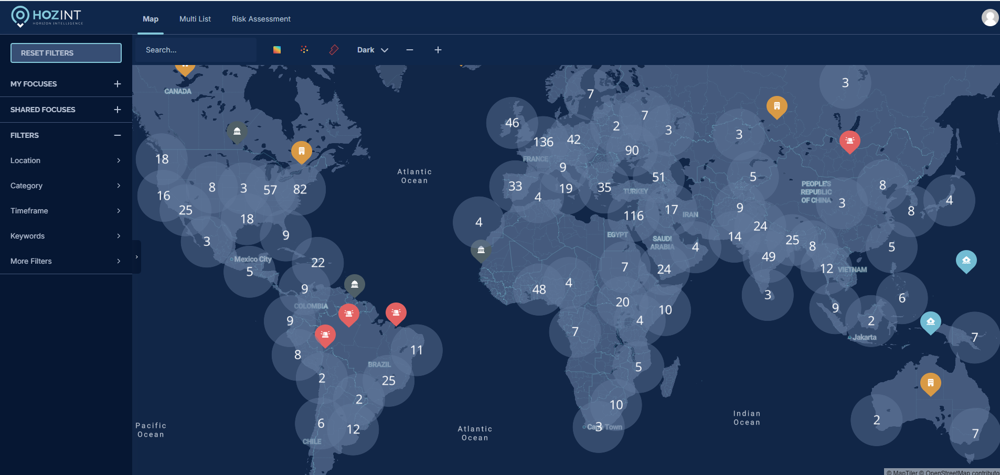 HOZINT
HORIZON INTELLIGENCE
Map
Multi List
Risk Assessment
RESET FILTERS
MY FOCUSES
SHARED FOCUSES
FILTERS
Location
Category
Timeframe
Keywords
More Filters
Search...
Dark
CANADA
3
7
46
7
2
3
3
136
42
90
FRANCE
18
Atlantic
Ocean
9
51
5
8
3
57
82
33
19
4
35
TURKEY
PEOPLE'S
REPUBLIC
OF CHINA
8
3
4
16
25
18
4
116
17
IRAN
9
8
3
9
EGYPT
SAUDI
ARABIA
4
24
14
25
8
5
Mexico City
5
22
7
24
49
12
VIETNAM
9
COLOMBIA
48
4
20
10
4
3
9
6
2
Jakarta
9
7
7
8
11
BRAZIL
2
25
5
2
10
6
12
CHILE
3
Cape Town
Pacific
Ocean
Atlantic
Ocean
Indian
Ocean
2
7
© MapTiler © OpenStreetMap contributo